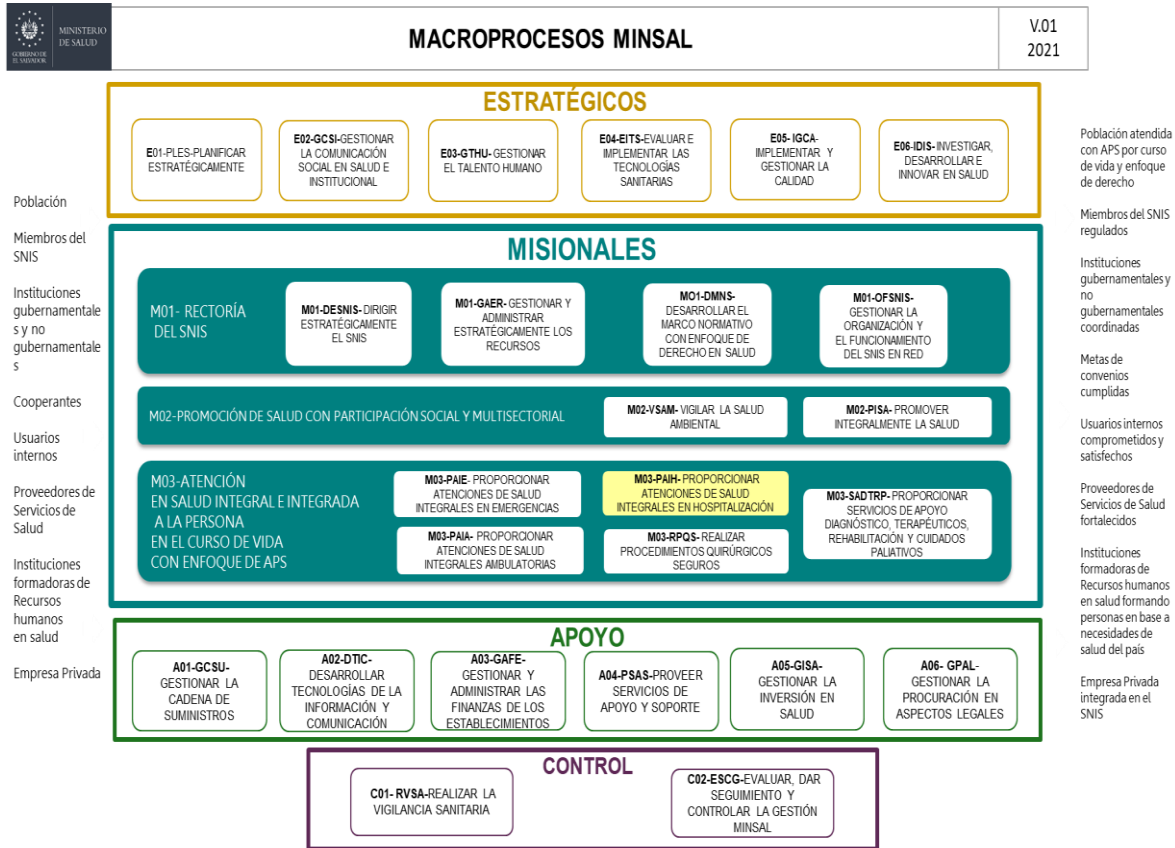 MINISTERIO
DE SALUD
GOBIERNO DE
EL SALVADOR
MACROPROCESOS MINSAL
V.01
2021
Población
Miembros del
SNIS
Instituciones
gubernamentale
s y no
gubernamentale
s
Cooperantes
Usuarios
internos
Proveedores de
Servicios de
Salud
Instituciones
formadoras de
Recursos
humanos
en salud
Empresa Privada
ESTRATÉGICOS
E01-PLES-PLANIFICAR
ESTRATÉGICAMENTE
E02-GCSI-GESTIONAR
LA COMUNICACIÓN
SOCIAL EN SALUD E
INSTITUCIONAL
E03-GTHU- GESTIONAR
EL TALENTO HUMANO
E04-EITS-EVALUAR E
IMPLEMENTAR LAS
TECNOLOGÍAS
SANITARIAS
E05- IGCA-
IMPLEMENTAR Y
GESTIONAR LA
CALIDAD
E06-IDIS- INVESTIGAR,
DESARROLLAR E
INNOVAR EN SALUD
MISIONALES
M01- RECTORÍA
DEL SNIS
M01-DESNIS- DIRIGIR
ESTRATÉGICAMENTE
EL SNIS
M01-GAER- GESTIONAR Y
ADMINISTRAR
ESTRATÉGICAMENTE LOS
RECURSOS
MO1-DMNS-
DESARROLLAR EL
MARCO NORMATIVO
CON ENFOQUE DE
DERECHO EN SALUD
M01-OFSNIS-
GESTIONAR LA
ORGANIZACIÓN Y
EL FUNCIONAMIENTO
DEL SNIS EN RED
M02-PROMOCIÓN DE SALUD CON PARTICIPACIÓN SOCIAL Y MULTISECTORIAL
M02-VSAM- VIGILAR LA SALUD
AMBIENTAL
M02-PISA- PROMOVER
INTEGRALMENTE LA SALUD
M03-ATENCIÓN
EN SALUD INTEGRAL E INTEGRADA
A LA PERSONA
EN EL CURSO DE VIDA
CON ENFOQUE DE APS
M03-PAIE- PROPORCIONAR
ATENCIONES DE SALUD
INTEGRALES EN EMERGENCIAS
M03-PAIH- PROPORCIONAR
ATENCIONES DE SALUD
INTEGRALES EN HOSPITALIZACIÓN
M03-PAIA- PROPORCIONAR
ATENCIONES DE SALUD
INTEGRALES AMBULATORIAS
M03-RPQS- REALIZAR
PROCEDIMIENTOS QUIRÚRGICOS
SEGUROS
M03-SADTRP- PROPORCIONAR
SERVICIOS DE APOYO
DIAGNÓSTICO, TERAPÉUTICOS,
REHABILITACIÓN Y CUIDADOS
PALIATIVOS
APOYO
A01-GCSU-
GESTIONAR LA
CADENA DE
SUMINISTROS
A02-DTIC-
DESARROLLAR
TECNOLOGÍAS DE LA
INFORMACIÓN Y
COMUNICACIÓN
A03-GAFE-
GESTIONAR Y
ADMINISTRAR LAS
FINANZAS DE LOS
ESTABLECIMIENTOS
A04-PSAS-PROVEER
SERVICIOS DE
APOYO Y SOPORTE
A05-GISA-
GESTIONAR LA
INVERSIÓN EN
SALUD
A06- GPAL-
GESTIONAR LA
PROCURACIÓN EN
ASPECTOS LEGALES
CONTROL
C01- RVSA-REALIZAR LA
VIGILANCIA SANITARIA
C02-ESCG-EVALUAR, DAR
SEGUIMIENTO Y
CONTROLAR LA GESTIÓN
MINSAL
Población atendida
con APS por curso
de vida y enfoque
de derecho
Miembros del SNIS
regulados
Instituciones
gubernamentales y
no
gubernamentales
coordinadas
Metas de
convenios
cumplidas
Usuarios internos
comprometidos y
satisfechos
Proveedores de
Servicios de Salud
fortalecidos
Instituciones
formadoras de
Recursos humanos
en salud formando
personas en base a
necesidades de
salud del país
Empresa Privada
integrada en el
SNIS